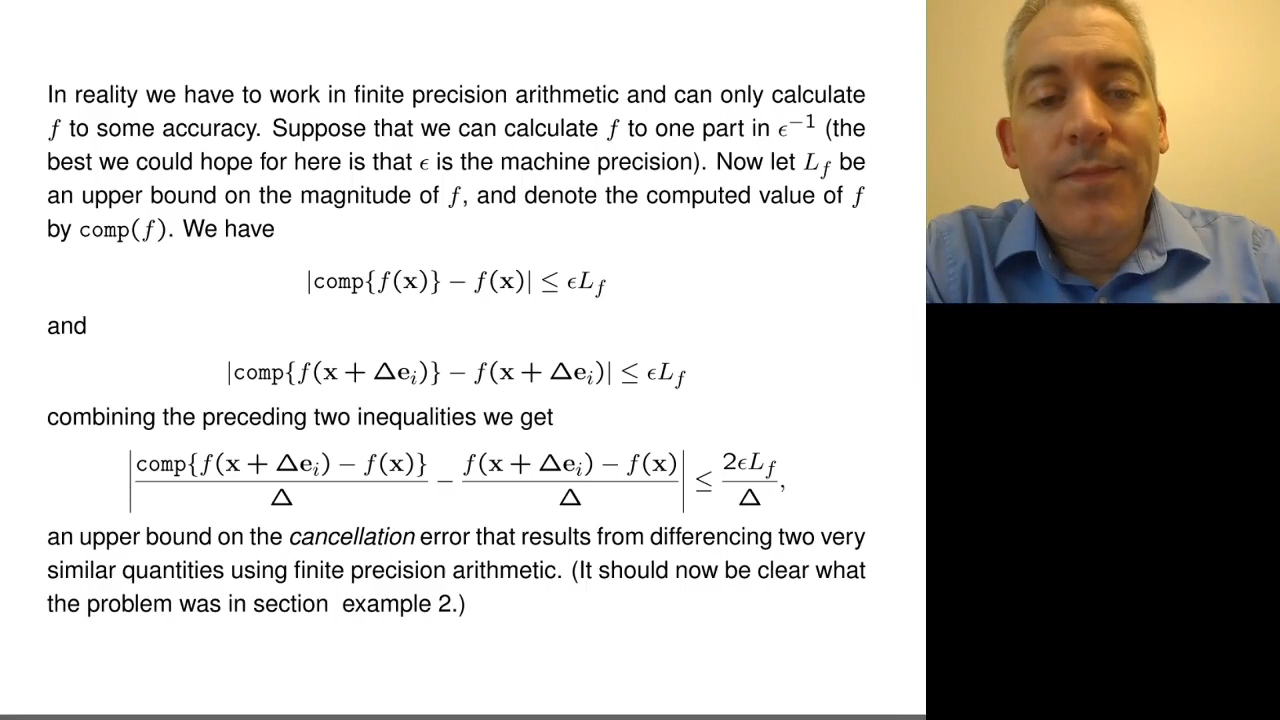 In reality we have to work in finite precision arithmetic and can only calculate
f to some accuracy. Suppose that we can calculate f to one part in ϵ⁻¹ (the
best we could hope for here is that ϵ is the machine precision). Now let L_f be
an upper bound on the magnitude of f, and denote the computed value of f
by comp(f). We have
|comp{f(x)} − f(x)| ≤ ϵL_f
and
|comp{f(x + Δe_i)} − f(x + Δe_i)| ≤ ϵL_f
combining the preceding two inequalities we get
|comp{f(x + Δe_i) − f(x)}/Δ − f(x + Δe_i) − f(x)/Δ| ≤ 2ϵL_f/Δ,
an upper bound on the cancellation error that results from differencing two very
similar quantities using finite precision arithmetic. (It should now be clear what
the problem was in section example 2.)